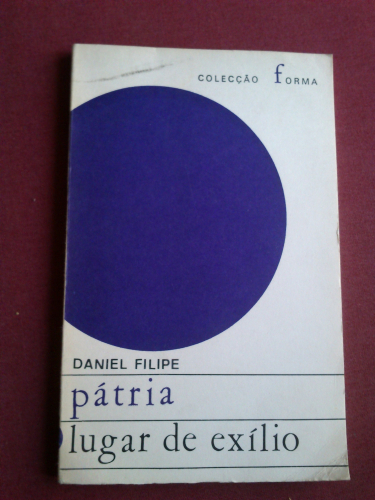 COLECÇÃO FORMA
DANIEL FILIPE
pátria
lugar de exílio